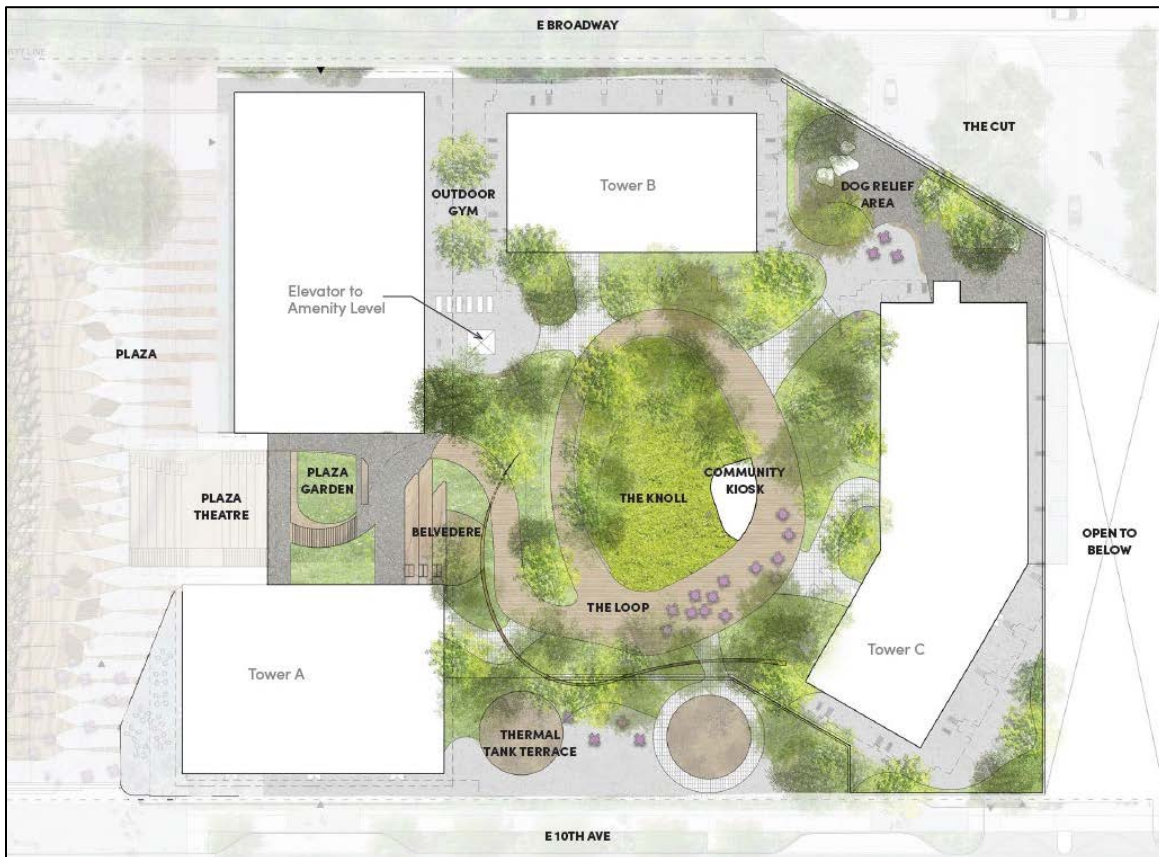 E BROADWAY
THE CUT
Tower B
DOG RELIEF
AREA
OUTDOOR
GYM
Elevator to
Amenity Level
PLAZA
PLAZA
GARDEN
PLAZA
THEATRE
BELVEDERE
THE KNOLL
COMMUNITY
KIOSK
OPEN TO
BELOW
THE LOOP
Tower A
Tower C
THERMAL
TANK TERRACE
E 10TH AVE